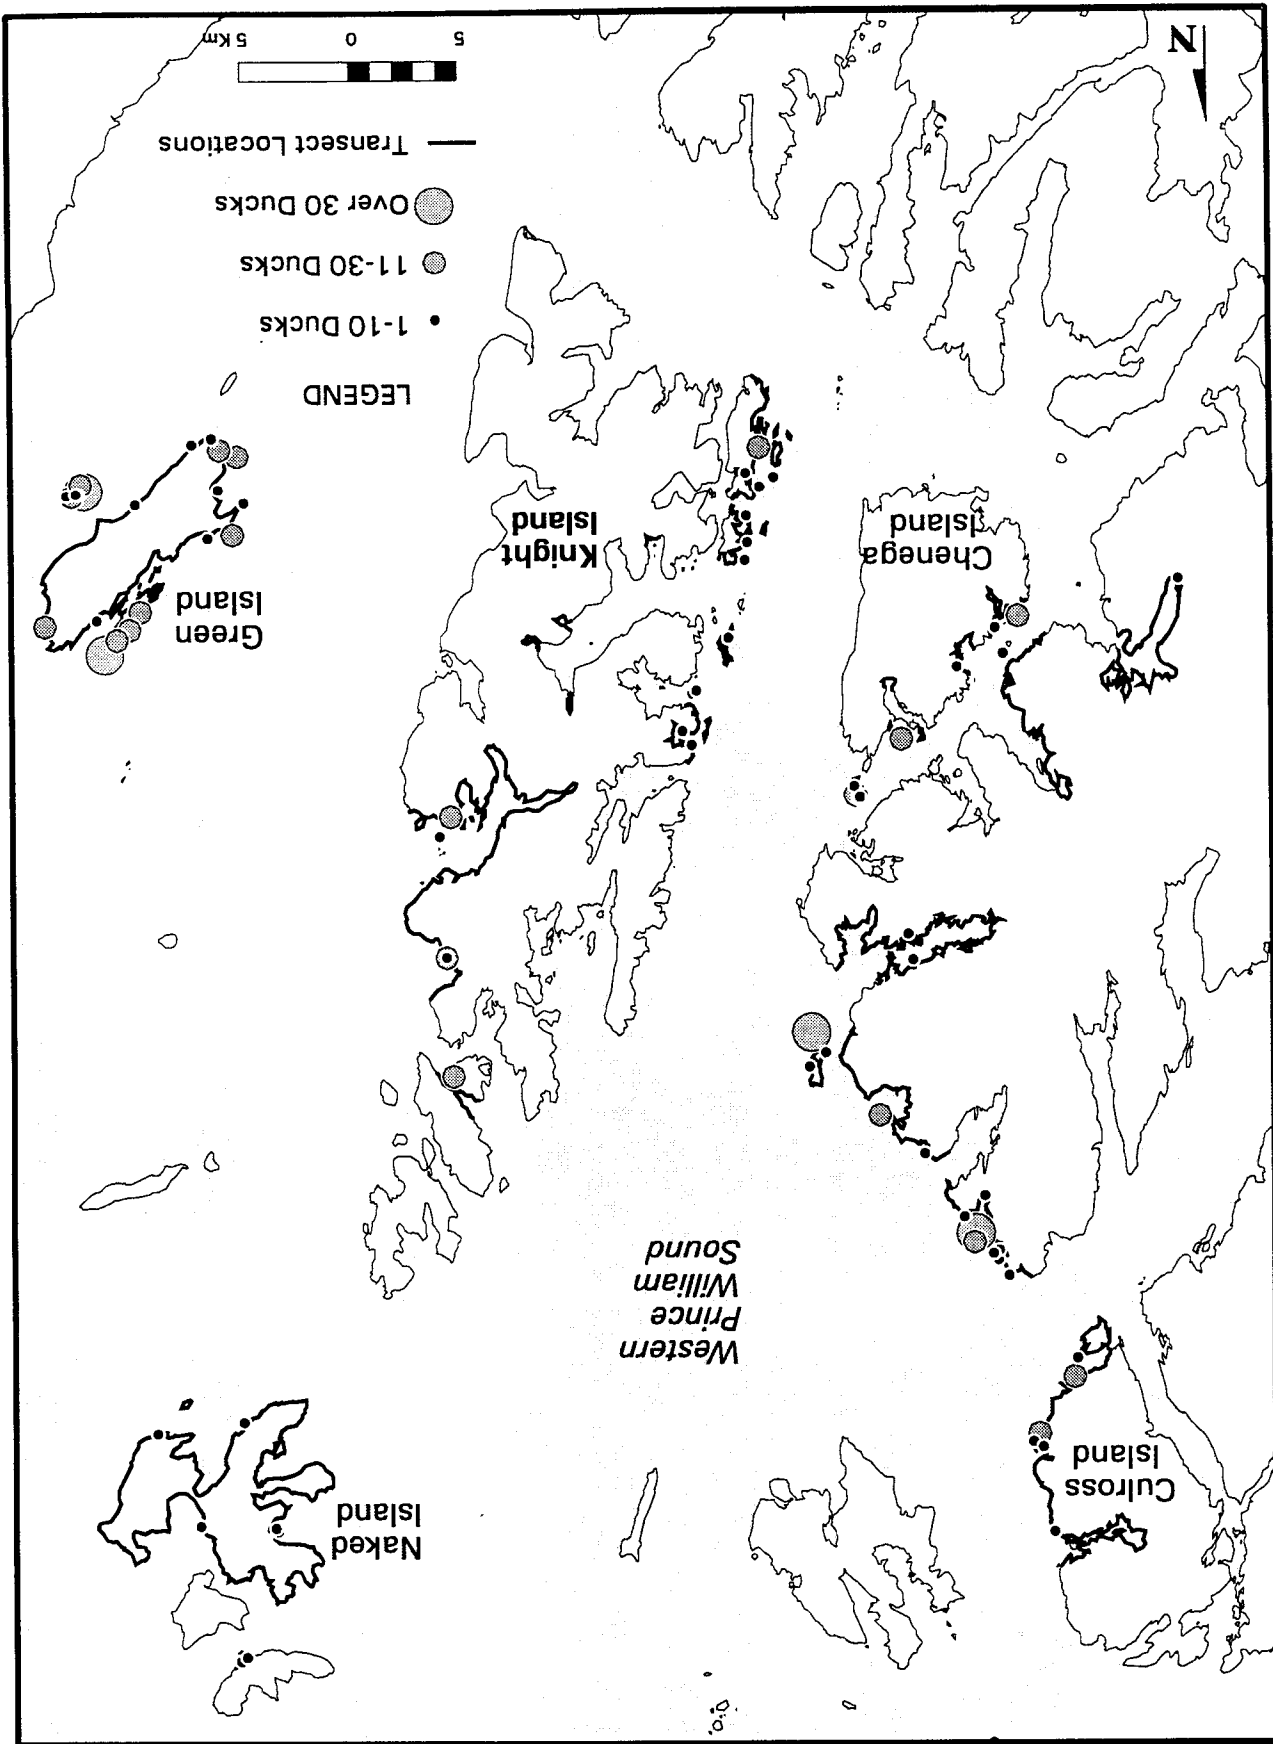 Naked
Island
Culross
Island
Western
Prince
William
Sound
Green
Island
Chenega
Island
Knight
Island
LEGEND
1-10 Ducks
11-30 Ducks
Over 30 Ducks
Transect Locations
5 0 5 Km
N